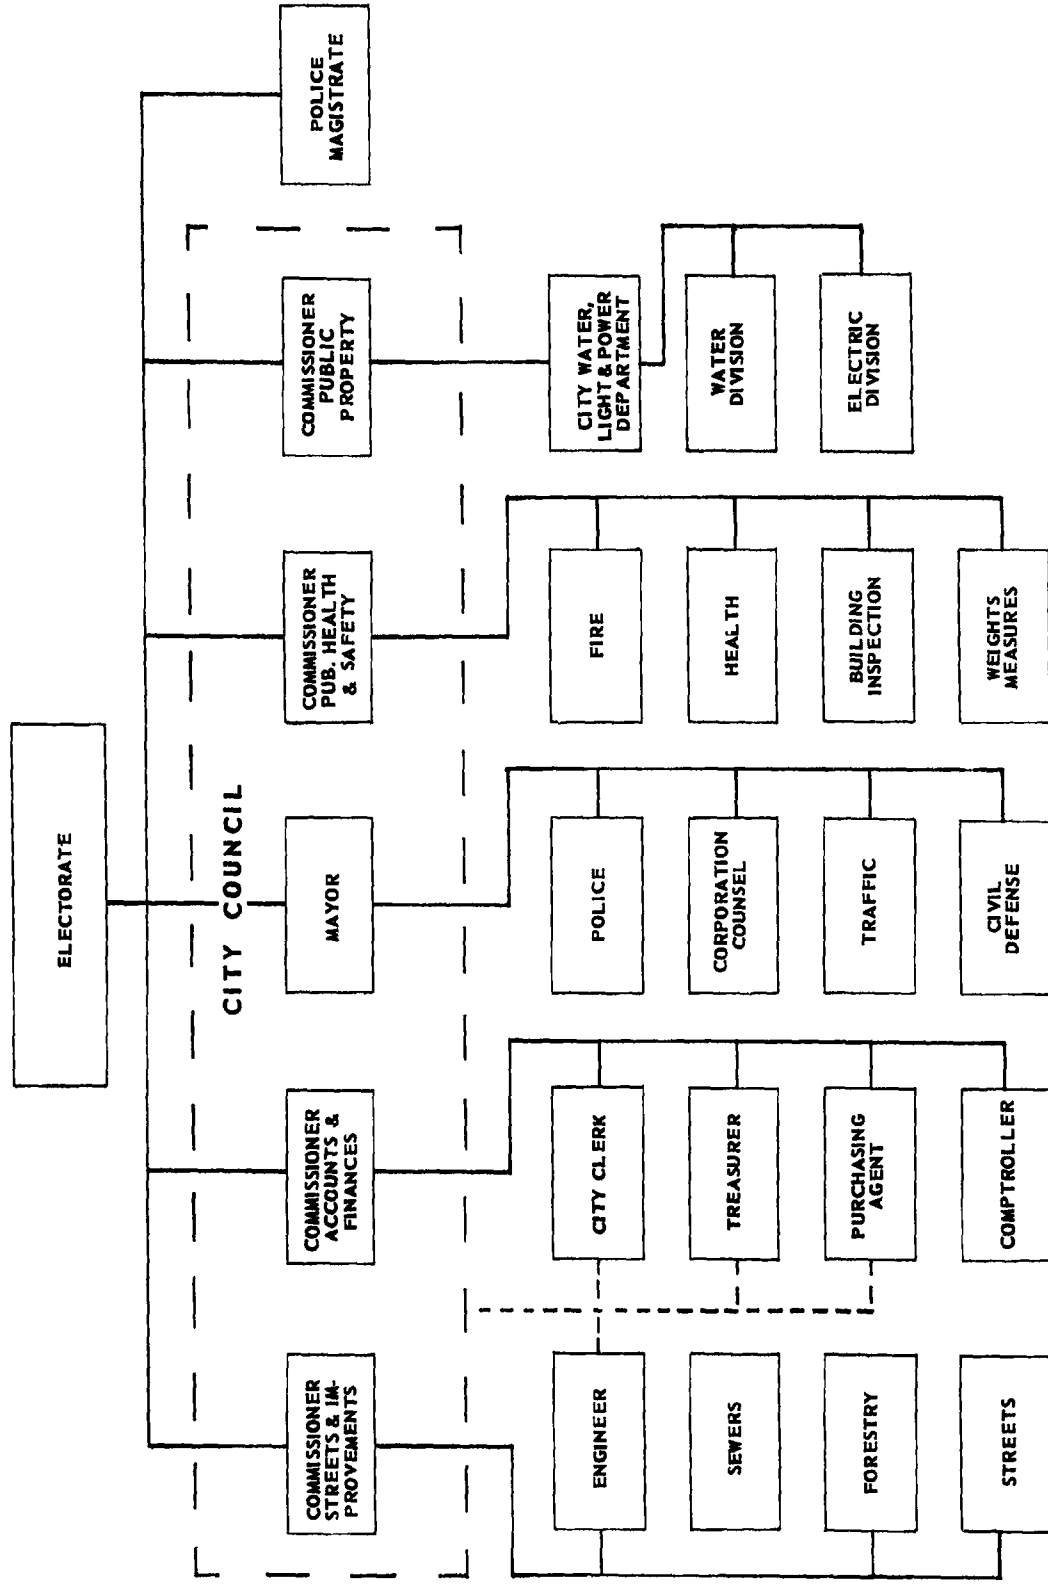 ELECTORATE
CITY COUNCIL
COMMISSIONER
STREETS & IM-
PROVEMENTS
COMMISSIONER
ACCOUNTS &
FINANCES
MAYOR
COMMISSIONER
PUB. HEALTH
& SAFETY
COMMISSIONER
PUBLIC
PROPERTY
POLICE
MAGISTRATE
ENGINEER
CITY CLERK
POLICE
FIRE
CITY WATER,
LIGHT & POWER
DEPARTMENT
SEWERS
TREASURER
CORPORATION
COUNSEL
HEALTH
WATER
DIVISION
FORESTRY
PURCHASING
AGENT
TRAFFIC
BUILDING
INSPECTION
ELECTRIC
DIVISION
STREETS
COMPTROLLER
CIVIL
DEFENSE
WEIGHTS
MEASURES